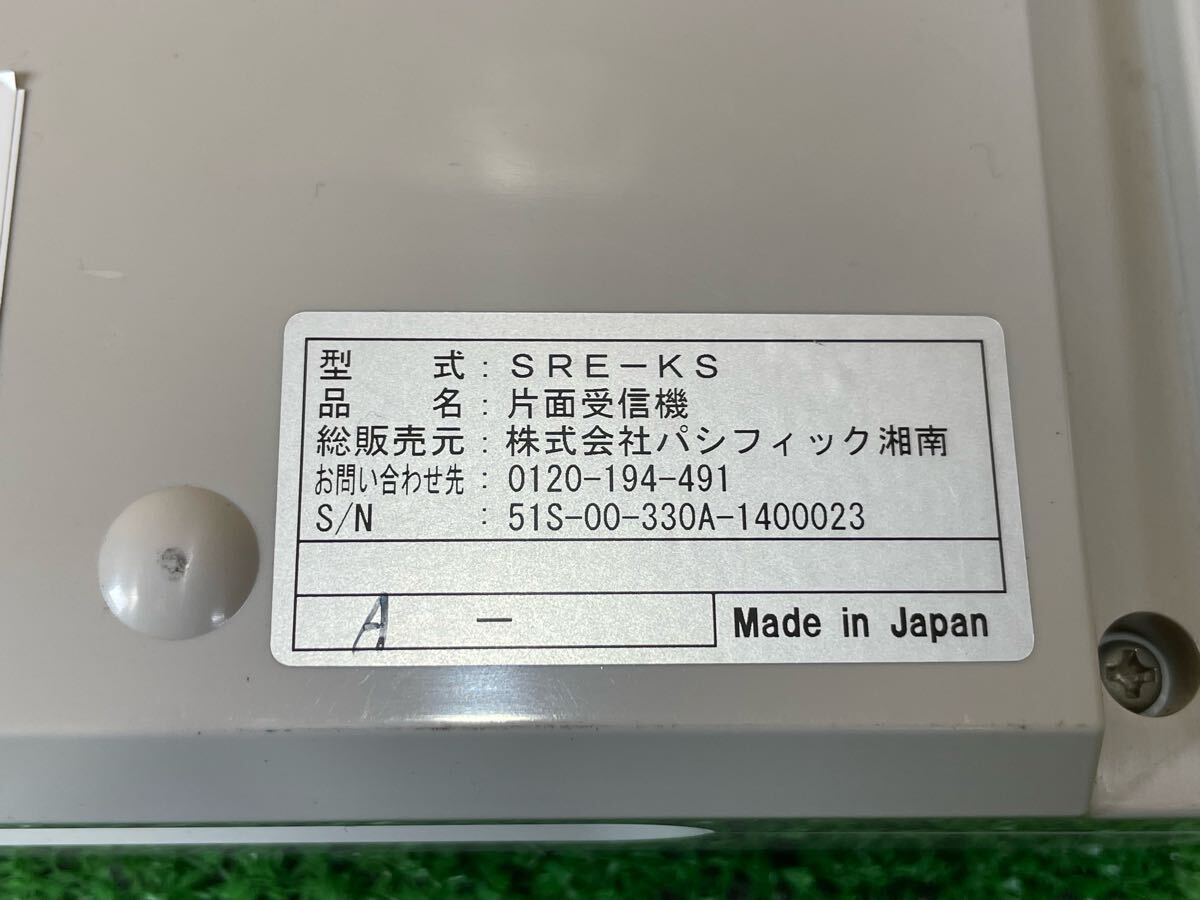 型　　式：ＳＲＥ－ＫＳ
品　　名：片面受信機
総販売元：株式会社パシフィック湘南
お問い合わせ先：0120-194-491
S/N　　：51S-00-330A-1400023
A　－
Made in Japan